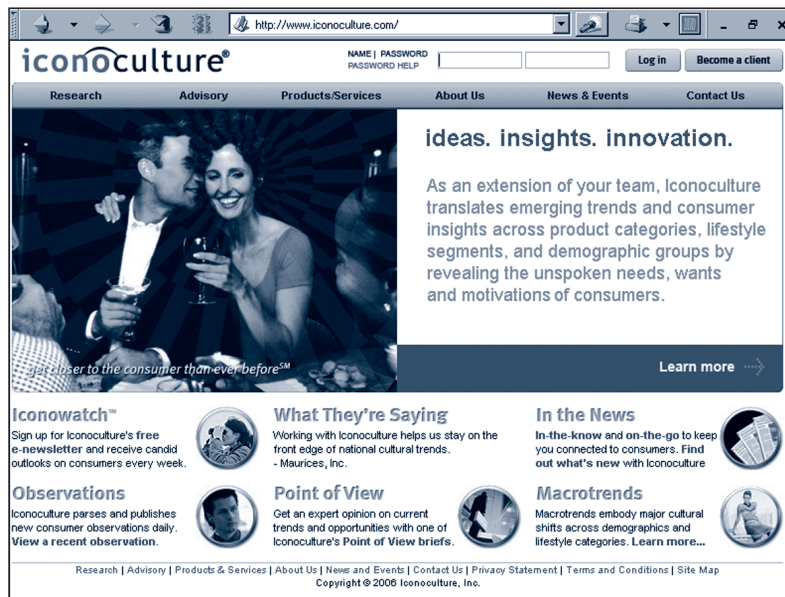 http://www.iconoculture.com/
iconoculture®
NAME | PASSWORD
PASSWORD HELP
Log in
Become a client
Research
Advisory
Products/Services
About Us
News & Events
Contact Us
get closer to the consumer than ever before℠
ideas. insights. innovation.
As an extension of your team, Iconoculture
translates emerging trends and consumer
insights across product categories, lifestyle
segments, and demographic groups by
revealing the unspoken needs, wants
and motivations of consumers.
Learn more
Iconowatch™
Sign up for Iconoculture's free
e-newsletter and receive candid
outlooks on consumers every week.
What They're Saying
Working with Iconoculture helps us stay on the
front edge of national cultural trends.
- Maurices, Inc.
In the News
In-the-know and on-the-go to keep
you connected to consumers. Find
out what's new with Iconoculture
Observations
Iconoculture parses and publishes
new consumer observations daily.
View a recent observation.
Point of View
Get an expert opinion on current
trends and opportunities with one of
Iconoculture's Point of View briefs.
Macrotrends
Macrotrends embody major cultural
shifts across demographics and
lifestyle categories. Learn more...
Research | Advisory | Products & Services | About Us | News and Events | Contact Us | Privacy Statement | Terms and Conditions | Site Map
Copyright © 2006 Iconoculture, Inc.